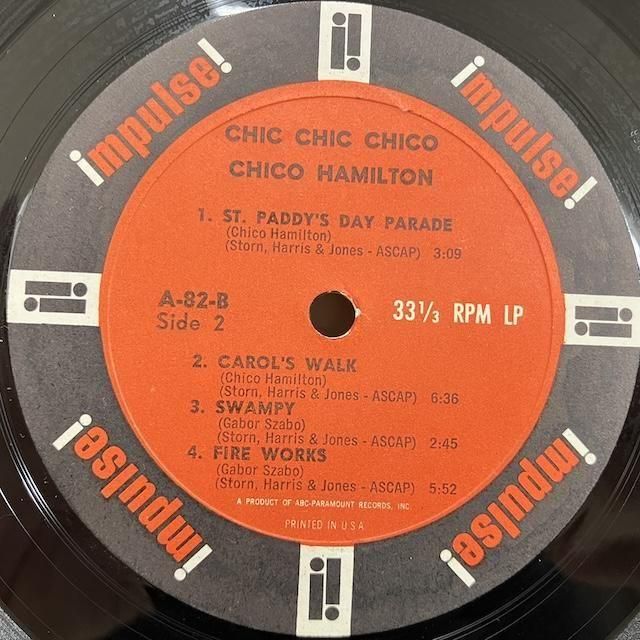 impulse!
impulse!
CHIC CHIC CHICO
CHICO HAMILTON
1. ST. PADDY'S DAY PARADE
(Chico Hamilton)
(Storn, Harris & Jones - ASCAP) 3:09
A-82-B
Side 2
33⅓ RPM LP
2. CAROL'S WALK
(Chico Hamilton)
(Storn, Harris & Jones - ASCAP) 6:36
3. SWAMPY
(Gabor Szabo)
(Storn, Harris & Jones - ASCAP) 2:45
4. FIRE WORKS
(Gabor Szabo)
(Storn, Harris & Jones - ASCAP) 5:52
A PRODUCT OF ABC-PARAMOUNT RECORDS, INC.
PRINTED IN U S A
impulse!
impulse!